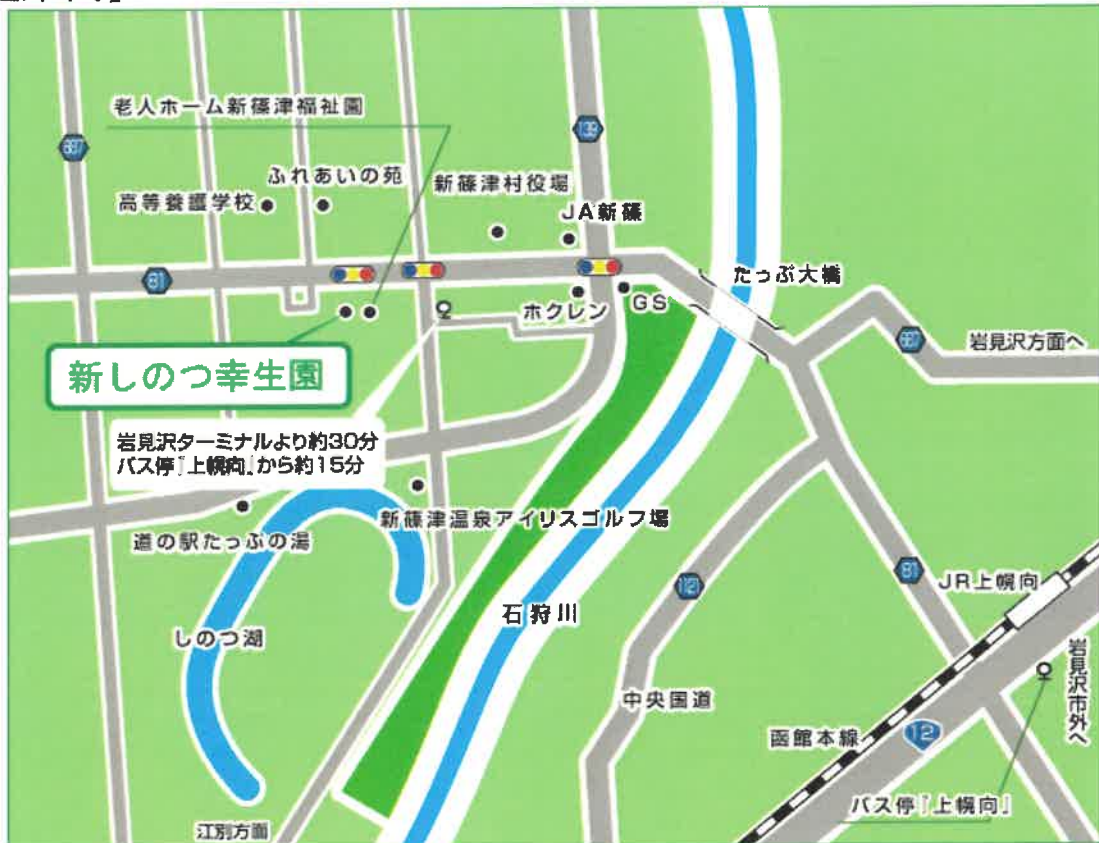 老人ホーム新篠津福祉園
139
ふれあいの苑
新篠津村役場
高等養護学校
JA新篠
81
たっぷ大橋
ホクレン
GS
岩見沢方面へ
新しのつ幸生園
岩見沢ターミナルより約30分
バス停『上幌向』から約15分
新篠津温泉アイリスゴルフ場
道の駅たっぷの湯
81
JR上幌向
石狩川
しのつ湖
岩見沢市外へ
中央国道
函館本線
12
バス停『上幌向』
江別方面